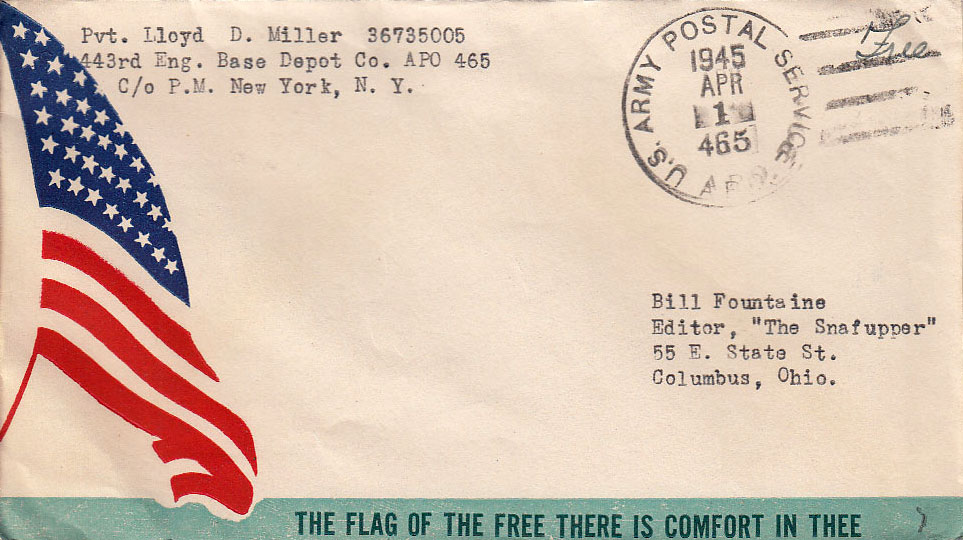 Pvt. Lloyd D. Miller 36735005
443rd Eng. Base Depot Co. APO 465
C/o P.M. New York, N. Y.
U.S. ARMY POSTAL SERVICE
1945
APR
1
465
Free
Bill Fountaine
Editor, "The Snafupper"
55 E. State St.
Columbus, Ohio.
THE FLAG OF THE FREE THERE IS COMFORT IN THEE